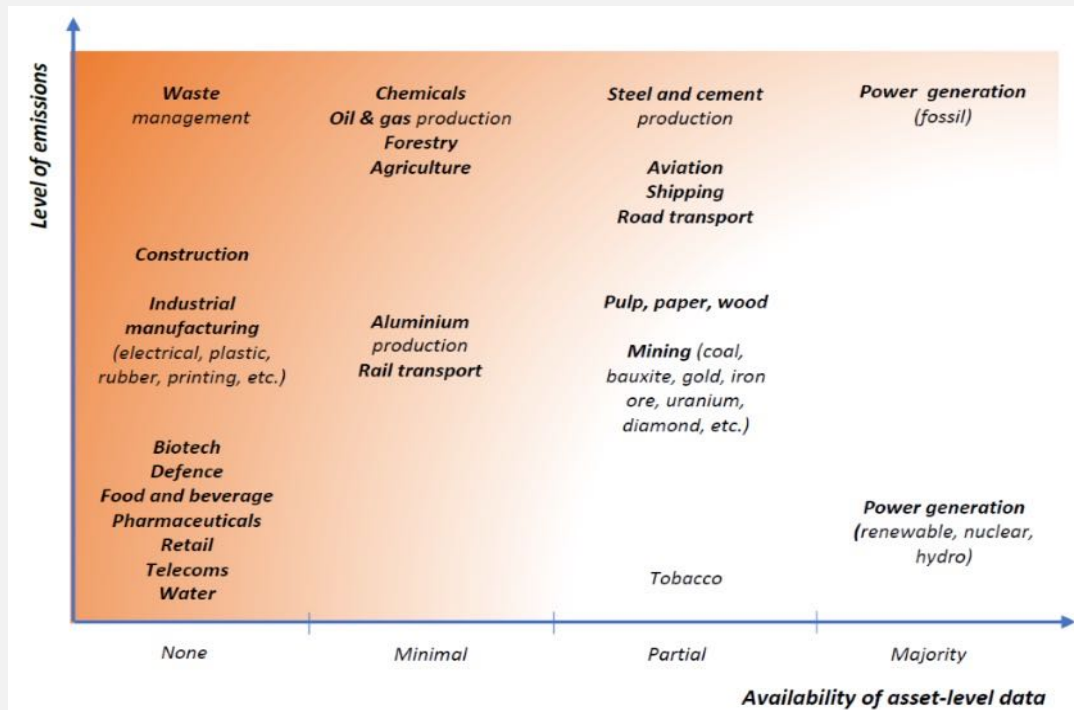 Level of emissions
Waste
management
Chemicals
Oil & gas production
Forestry
Agriculture
Steel and cement
production
Aviation
Shipping
Road transport
Power generation
(fossil)
Construction
Industrial
manufacturing
(electrical, plastic,
rubber, printing, etc.)
Aluminium
production
Rail transport
Pulp, paper, wood
Mining (coal,
bauxite, gold, iron
ore, uranium,
diamond, etc.)
Biotech
Defence
Food and beverage
Pharmaceuticals
Retail
Telecoms
Water
Tobacco
Power generation
(renewable, nuclear,
hydro)
None
Minimal
Partial
Majority
Availability of asset-level data